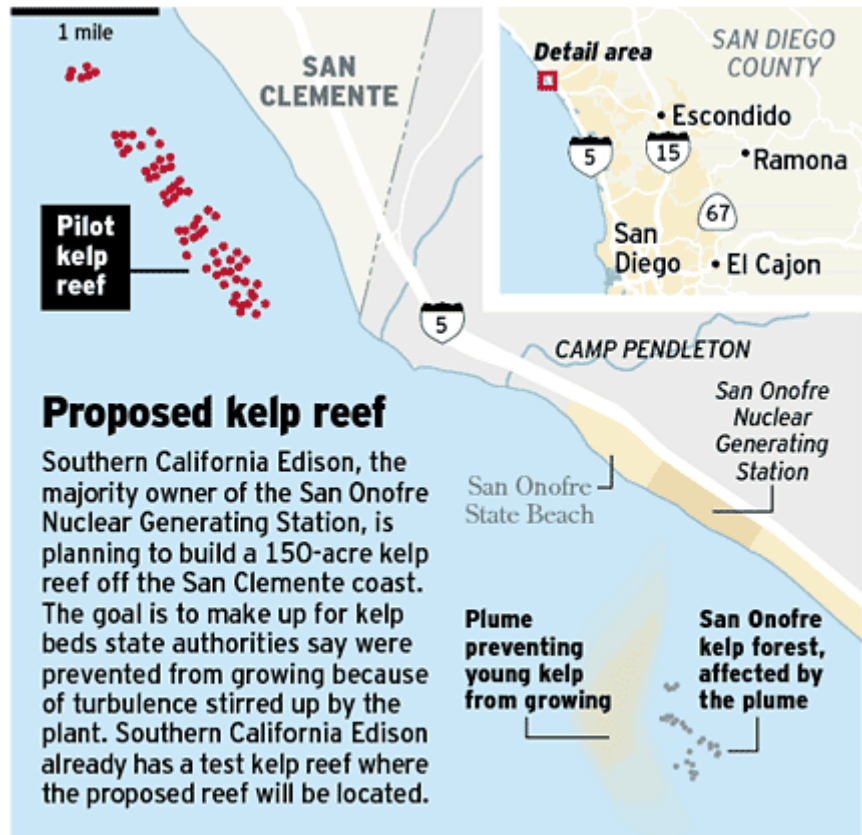 1 mile
SAN
CLEMENTE
Pilot
kelp
reef
5
Detail area
SAN DIEGO
COUNTY
Escondido
5
15
Ramona
67
San
Diego
El Cajon
CAMP PENDLETON
San Onofre
Nuclear
Generating
Station
San Onofre
State Beach
Proposed kelp reef
Southern California Edison, the
majority owner of the San Onofre
Nuclear Generating Station, is
planning to build a 150-acre kelp
reef off the San Clemente coast.
The goal is to make up for kelp
beds state authorities say were
prevented from growing because
of turbulence stirred up by the
plant. Southern California Edison
already has a test kelp reef where
the proposed reef will be located.
Plume
preventing
young kelp
from growing
San Onofre
kelp forest,
affected by
the plume